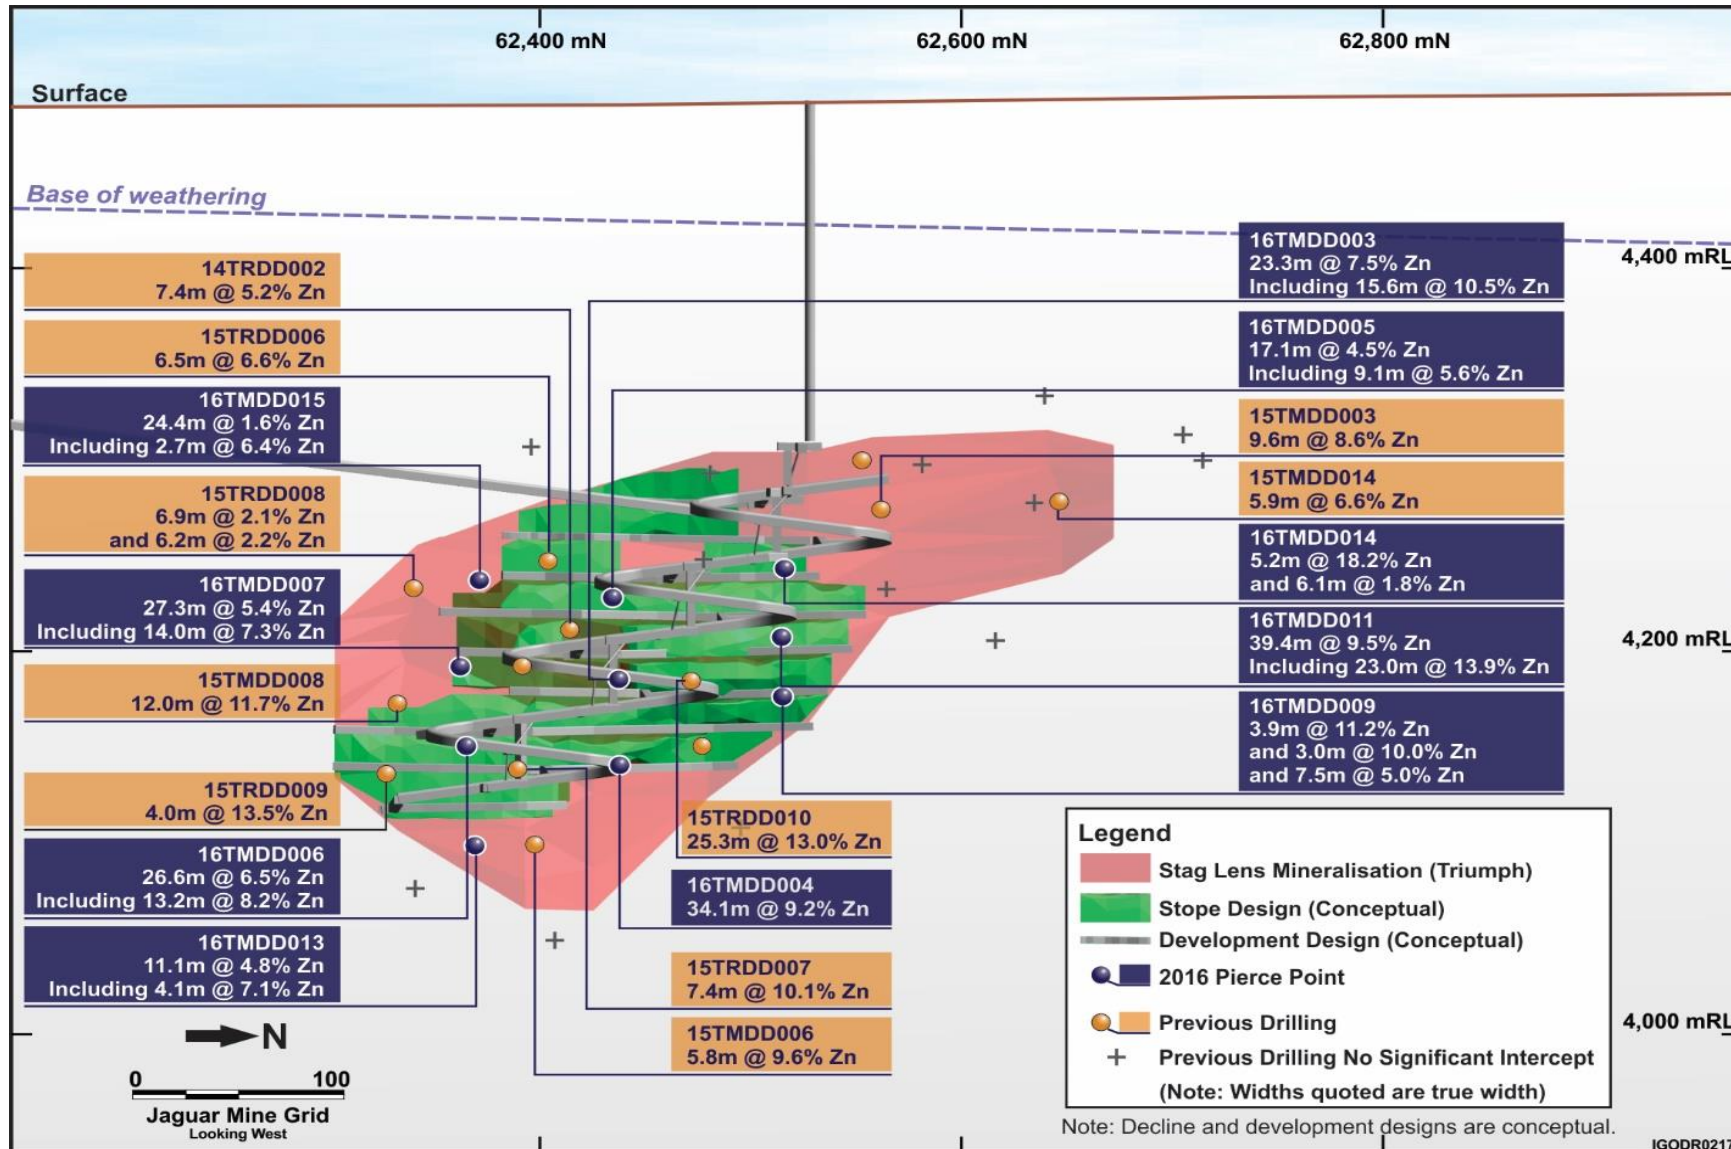 62,400 mN
62,600 mN
62,800 mN
Surface
Base of weathering
4,400 mRL
4,200 mRL
4,000 mRL
14TRDD002
7.4m @ 5.2% Zn
15TRDD006
6.5m @ 6.6% Zn
16TMDD015
24.4m @ 1.6% Zn
Including 2.7m @ 6.4% Zn
15TRDD008
6.9m @ 2.1% Zn
and 6.2m @ 2.2% Zn
16TMDD007
27.3m @ 5.4% Zn
Including 14.0m @ 7.3% Zn
15TMDD008
12.0m @ 11.7% Zn
15TRDD009
4.0m @ 13.5% Zn
16TMDD006
26.6m @ 6.5% Zn
Including 13.2m @ 8.2% Zn
16TMDD013
11.1m @ 4.8% Zn
Including 4.1m @ 7.1% Zn
16TMDD003
23.3m @ 7.5% Zn
Including 15.6m @ 10.5% Zn
16TMDD005
17.1m @ 4.5% Zn
Including 9.1m @ 5.6% Zn
15TMDD003
9.6m @ 8.6% Zn
15TMDD014
5.9m @ 6.6% Zn
16TMDD014
5.2m @ 18.2% Zn
and 6.1m @ 1.8% Zn
16TMDD011
39.4m @ 9.5% Zn
Including 23.0m @ 13.9% Zn
16TMDD009
3.9m @ 11.2% Zn
and 3.0m @ 10.0% Zn
and 7.5m @ 5.0% Zn
15TRDD010
25.3m @ 13.0% Zn
16TMDD004
34.1m @ 9.2% Zn
15TRDD007
7.4m @ 10.1% Zn
15TMDD006
5.8m @ 9.6% Zn
Legend
Stag Lens Mineralisation (Triumph)
Stope Design (Conceptual)
Development Design (Conceptual)
2016 Pierce Point
Previous Drilling
Previous Drilling No Significant Intercept
(Note: Widths quoted are true width)
Note: Decline and development designs are conceptual.
N
0 100
Jaguar Mine Grid
Looking West
IGODR0217